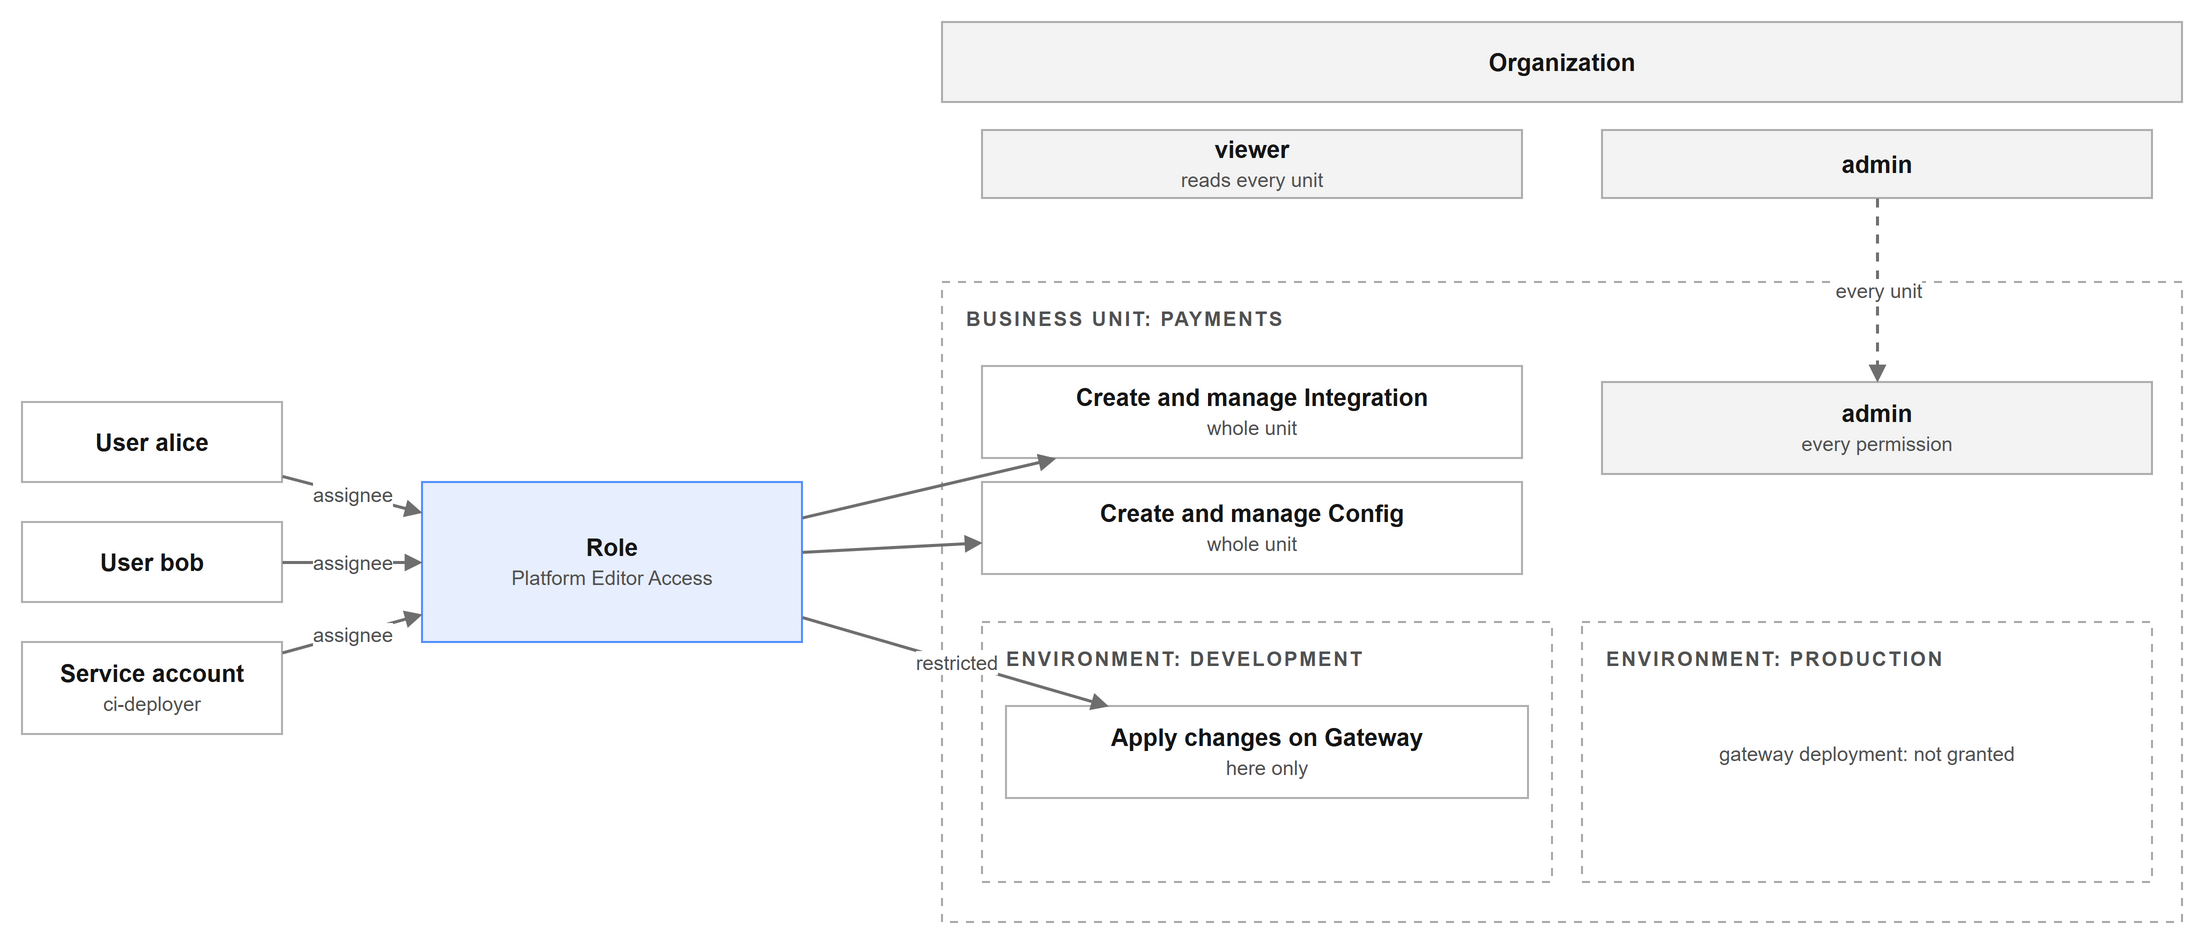 Organization
viewer
reads every unit
admin
every unit
BUSINESS UNIT: PAYMENTS
Create and manage Integration
whole unit
admin
every permission
User alice
assignee
User bob
assignee
Service account
ci-deployer
assignee
Role
Platform Editor Access
Create and manage Config
whole unit
restricted
ENVIRONMENT: DEVELOPMENT
Apply changes on Gateway
here only
ENVIRONMENT: PRODUCTION
gateway deployment: not granted